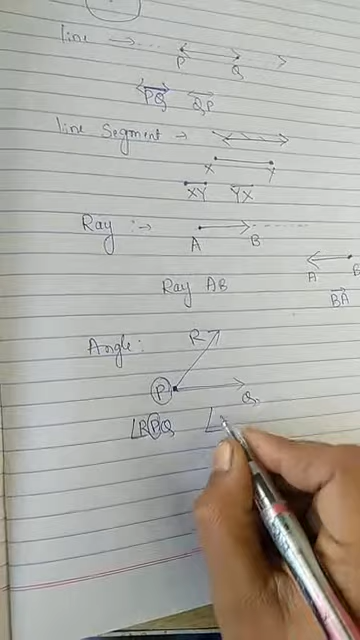 line →
P Q
PQ QP
line Segment →
X Y
XY YX
Ray :→
A B
Ray AB
A B
BA
Angle :
R
P Q
∠RPQ ∠